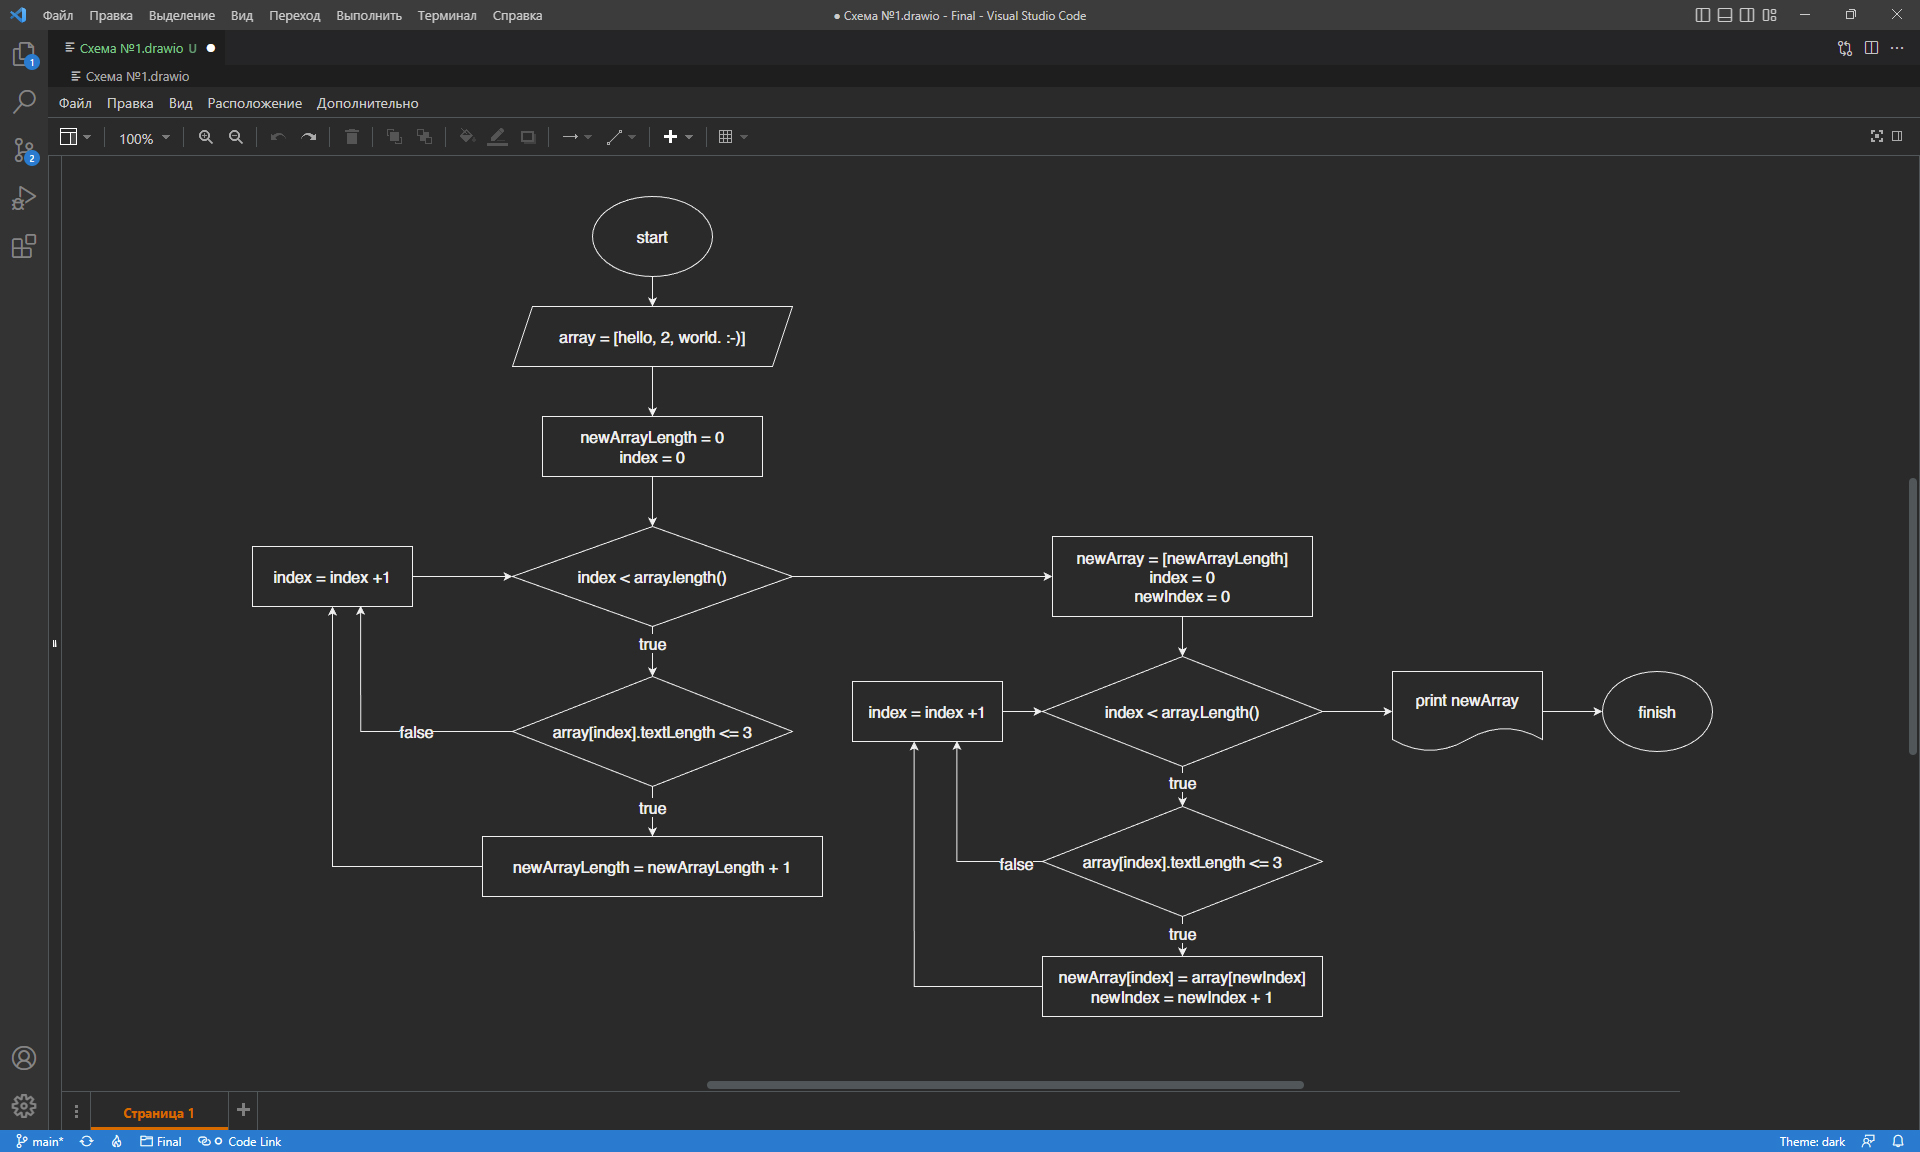 Файл Правка Выделение Вид Переход Выполнить Терминал Справка
● Схема №1.drawio - Final - Visual Studio Code
Схема №1.drawio U
Схема №1.drawio
1
2
Файл Правка Вид Расположение Дополнительно
100%
start
array = [hello, 2, world. :-)]
newArrayLength = 0
index = 0
index = index +1
index < array.length()
true
false
array[index].textLength <= 3
true
newArrayLength = newArrayLength + 1
newArray = [newArrayLength]
index = 0
newIndex = 0
index = index +1
index < array.Length()
print newArray
finish
true
false
array[index].textLength <= 3
true
newArray[index] = array[newIndex]
newIndex = newIndex + 1
Страница 1
main* Final Code Link
Theme: dark